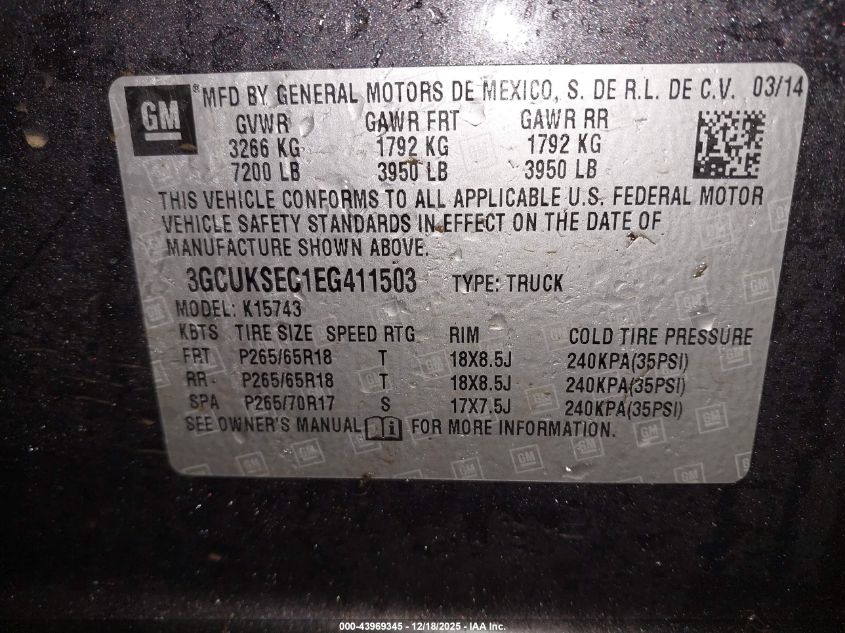 GM ® MFD BY GENERAL MOTORS DE MEXICO, S. DE R.L. DE C.V. 03/14
GVWR GAWR FRT GAWR RR
3266 KG 1792 KG 1792 KG
7200 LB 3950 LB 3950 LB
THIS VEHICLE CONFORMS TO ALL APPLICABLE U.S. FEDERAL MOTOR
VEHICLE SAFETY STANDARDS IN EFFECT ON THE DATE OF
MANUFACTURE SHOWN ABOVE.
3GCUKSEC1EG411503 TYPE: TRUCK
MODEL: K15743
KBTS TIRE SIZE SPEED RTG RIM COLD TIRE PRESSURE
FRT P265/65R18 T 18X8.5J 240KPA(35PSI)
RR P265/65R18 T 18X8.5J 240KPA(35PSI)
SPA P265/70R17 S 17X7.5J 240KPA(35PSI)
SEE OWNER'S MANUAL i FOR MORE INFORMATION.
000-43969345 - 12/18/2025 - IAA Inc.